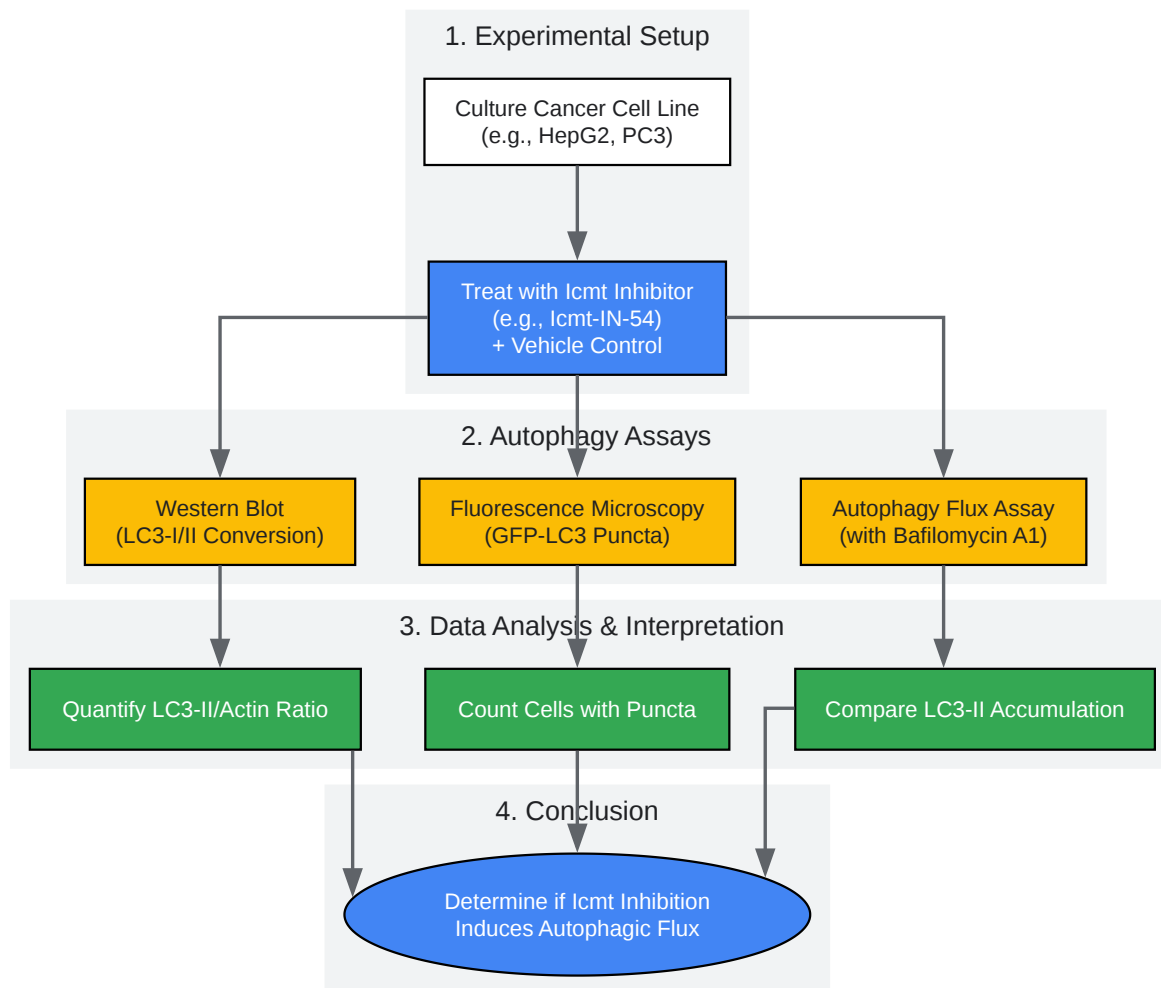 1. Experimental Setup
Culture Cancer Cell Line
(e.g., HepG2, PC3)
Treat with Icmt Inhibitor
(e.g., Icmt-IN-54)
+ Vehicle Control
2. Autophagy Assays
Western Blot
(LC3-I/II Conversion)
Fluorescence Microscopy
(GFP-LC3 Puncta)
Autophagy Flux Assay
(with Bafilomycin A1)
3. Data Analysis & Interpretation
Quantify LC3-II/Actin Ratio
Count Cells with Puncta
Compare LC3-II Accumulation
4. Conclusion
Determine if Icmt Inhibition
Induces Autophagic Flux